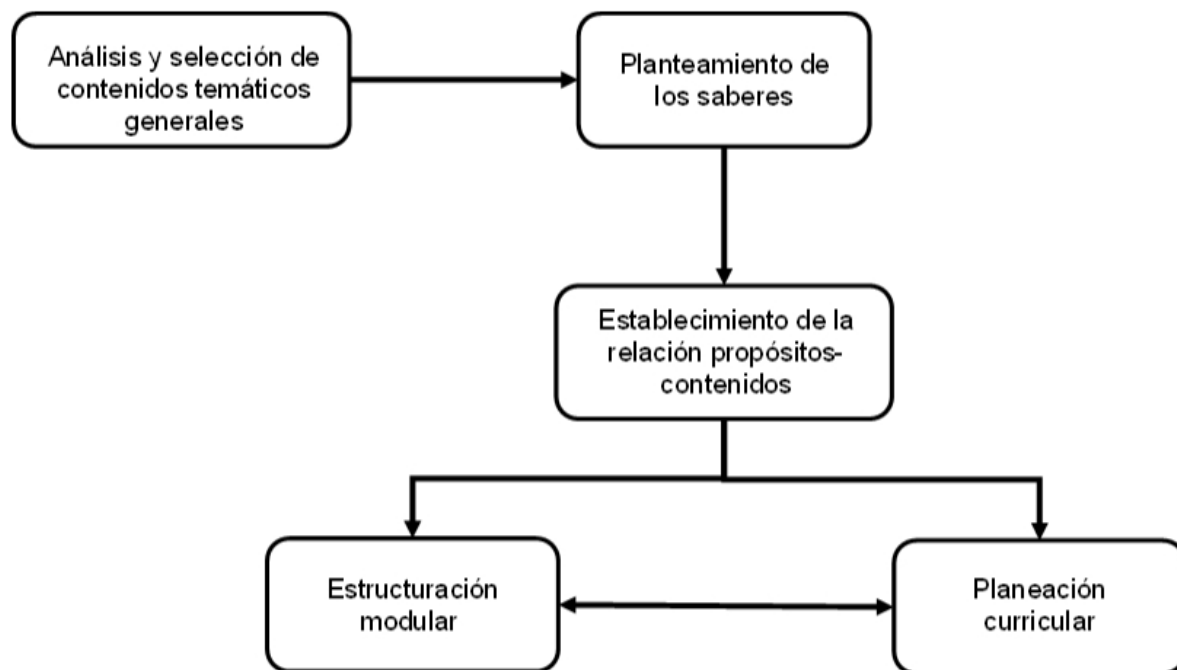 Análisis y selección de
contenidos temáticos
generales
Planteamiento de
los saberes
Establecimiento de la
relación propósitos-
contenidos
Estructuración
modular
Planeación
curricular